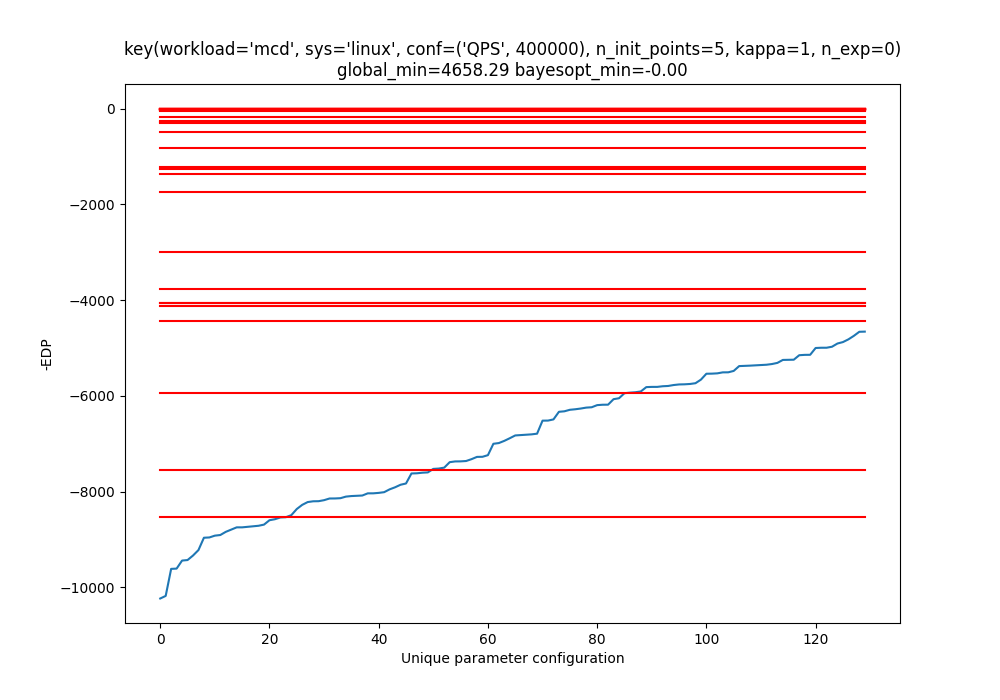 key(workload='mcd', sys='linux', conf=('QPS', 400000), n_init_points=5, kappa=1, n_exp=0)
global_min=4658.29 bayesopt_min=-0.00
0
−2000
−4000
−6000
−8000
−10000
-EDP
0 20 40 60 80 100 120
Unique parameter configuration